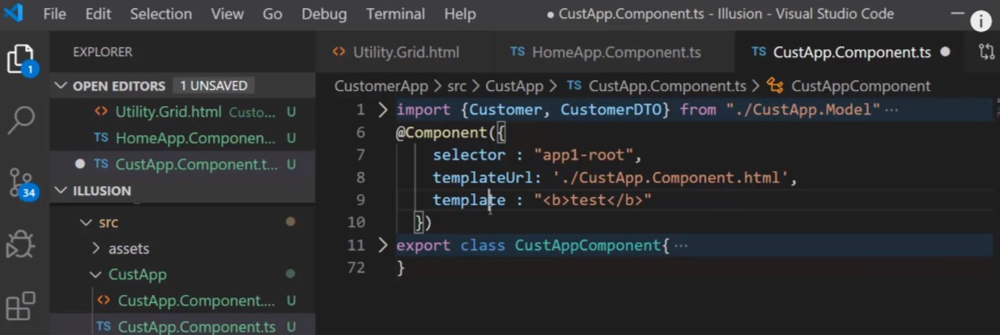 File Edit Selection View Go Debug Terminal Help ● CustApp.Component.ts - Illusion - Visual Studio Code
EXPLORER
Utility.Grid.html TS HomeApp.Component.ts TS CustApp.Component.ts
1
OPEN EDITORS 1 UNSAVED
CustomerApp > src > CustApp > TS CustApp.Component.ts > CustAppComponent
Utility.Grid.html Custo... U
TS HomeApp.Componen... U
TS CustApp.Component.t... U
34
ILLUSION
src
assets
CustApp
CustApp.Component.... U
TS CustApp.Component.ts U
1 import {Customer, CustomerDTO} from "./CustApp.Model"...
6 @Component({
7 selector : "app1-root",
8 templateUrl: './CustApp.Component.html',
9 template : "<b>test</b>"
10 })
11 export class CustAppComponent{...
72 }